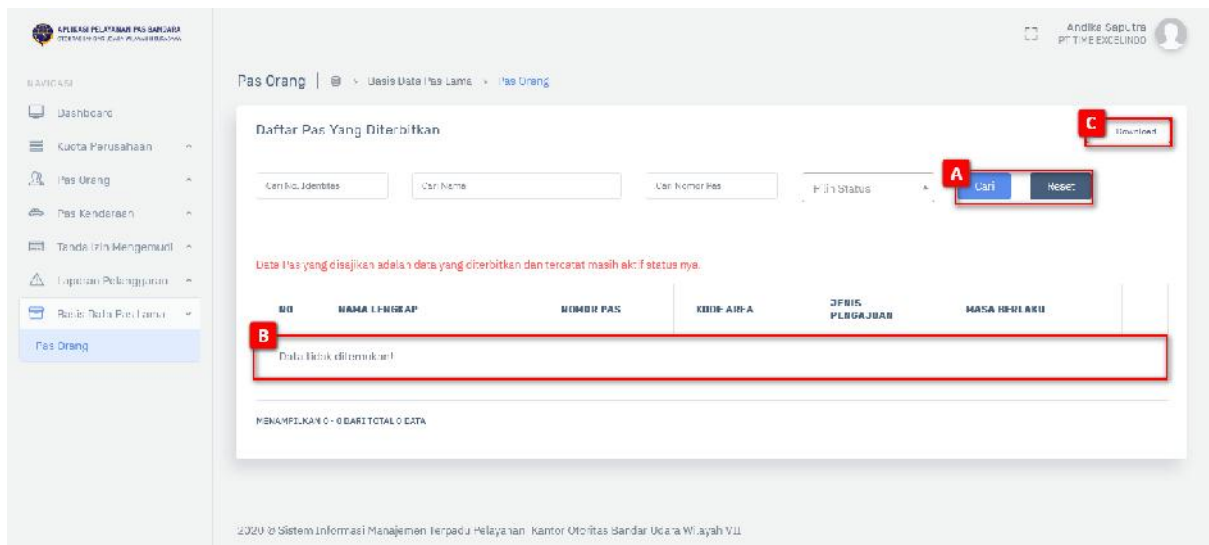 APLIKASI PELAYANAN PAS BANDARA
Andika Saputra
PT TIME EXCELINDO
NAVIGASI
Pas Orang | > Basis Data Pas Lama > Pas Orang
Dashboard
Kuota Perusahaan
Pas Orang
Pas Kendaraan
Tanda Izin Mengemudi
Laporan Pelanggaran
Basis Data Pas Lama
Pas Orang
Daftar Pas Yang Diterbitkan
C
Download
Cari No. Identitas
Cari Nama
Cari Nomor Pas
Pilih Status
A
Cari
Reset
Data Pas yang disajikan adalah data yang diterbitkan dan tercatat masih aktif status nya.
NO NAMA LENGKAP NOMOR PAS KODE AREA JENIS PENGAJUAN MASA BERLAKU
B
Data tidak ditemukan!
MENAMPILKAN 0 - 0 DARI TOTAL 0 DATA
2020 © Sistem Informasi Manajemen Terpadu Pelayanan Kantor Otoritas Bandar Udara Wilayah VII